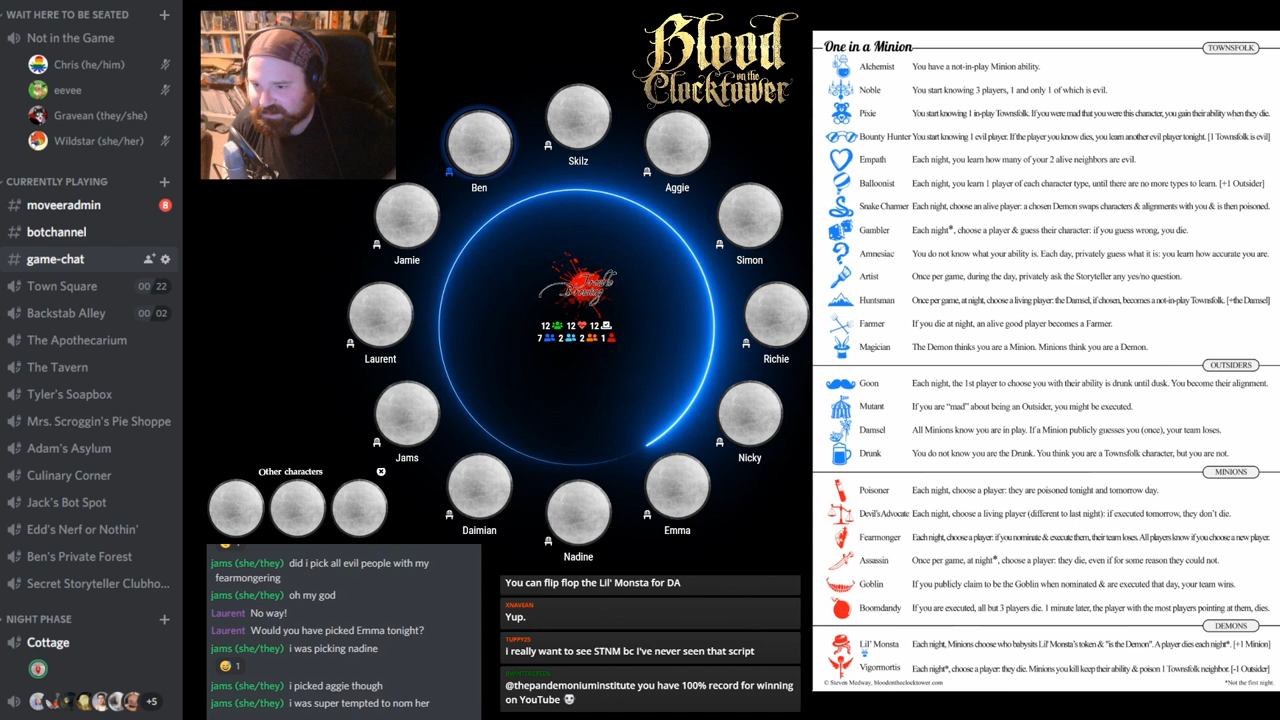 WAIT HERE TO BE SEATED
Not in the Game
Chris (he/him)
eevee
Gravean (they/she)
Wildstar (she/her)
CURRENTLY PLAYING
moveeradmin 8
botchannel
game-chat
Town Square 00 22
Backstab Alley 00 02
The Apothecarium
The Tavern
Tyler's Soapbox
Mrs. Scroggin's Pie Shoppe
Adam's Asylum
Culinary Corner
Jack's Bot Spot
Eid's Nerf or Nothin'
Ben's Private Forest
Secret Storyteller Clubho...
NIGHT PHASE
Cottage
+5
Blood
on the
Clocktower
Ben
Skilz
Aggie
Jamie
Simon
Laurent
Richie
Jams
Nicky
Daimian
Nadine
Emma
Trouble
Brewing
12 12 12
7 2 2 1
Other characters
jams (she/they) did i pick all evil people with my
fearmongering
jams (she/they) oh my god
Laurent No way!
Laurent Would you have picked Emma tonight?
jams (she/they) i was picking nadine
1
jams (she/they) i picked aggie though
jams (she/they) i was super tempted to nom her
You can flip flop the Lil' Monsta for DA
XNAVEAN
Yup.
TUPPY25
i really want to see STNM bc I've never seen that script
@thepandemoniuminstitute you have 100% record for winning
on YouTube
One in a Minion
TOWNSFOLK
Alchemist You have a not-in-play Minion ability.
Noble You start knowing 3 players, 1 and only 1 of which is evil.
Pixie You start knowing 1 in-play Townsfolk. If you were mad that you were this character, you gain their ability when they die.
Bounty Hunter You start knowing 1 evil player. If the player you know dies, you learn another evil player tonight. [1 Townsfolk is evil]
Empath Each night, you learn how many of your 2 alive neighbors are evil.
Balloonist Each night, you learn 1 player of each character type, until there are no more types to learn. [+1 Outsider]
Snake Charmer Each night, choose an alive player: a chosen Demon swaps characters & alignments with you & is then poisoned.
Gambler Each night*, choose a player & guess their character: if you guess wrong, you die.
Amnesiac You do not know what your ability is. Each day, privately guess what it is: you learn how accurate you are.
Artist Once per game, during the day, privately ask the Storyteller any yes/no question.
Huntsman Once per game, at night, choose a living player: the Damsel, if chosen, becomes a not-in-play Townsfolk. [+the Damsel]
Farmer If you die at night, an alive good player becomes a Farmer.
Magician The Demon thinks you are a Minion. Minions think you are a Demon.
OUTSIDERS
Goon Each night, the 1st player to choose you with their ability is drunk until dusk. You become their alignment.
Mutant If you are "mad" about being an Outsider, you might be executed.
Damsel All Minions know you are in play. If a Minion publicly guesses you (once), your team loses.
Drunk You do not know you are the Drunk. You think you are a Townsfolk character, but you are not.
MINIONS
Poisoner Each night, choose a player: they are poisoned tonight and tomorrow day.
Devil's Advocate Each night, choose a living player (different to last night): if executed tomorrow, they don't die.
Fearmonger Each night, choose a player: if you nominate & execute them, their team loses. All players know if you choose a new player.
Assassin Once per game, at night*, choose a player: they die, even if for some reason they could not.
Goblin If you publicly claim to be the Goblin when nominated & are executed that day, your team wins.
Boomdandy If you are executed, all but 3 players die. 1 minute later, the player with the most players pointing at them, dies.
DEMONS
Lil' Monsta Each night, Minions choose who babysits Lil' Monsta's token & "is the Demon". A player dies each night*. [+1 Minion]
Vigormortis Each night*, choose a player: they die. Minions you kill keep their ability & poison 1 Townsfolk neighbor. [-1 Outsider]
© Steven Medway, bloodontheclocktower.com *Not the first night